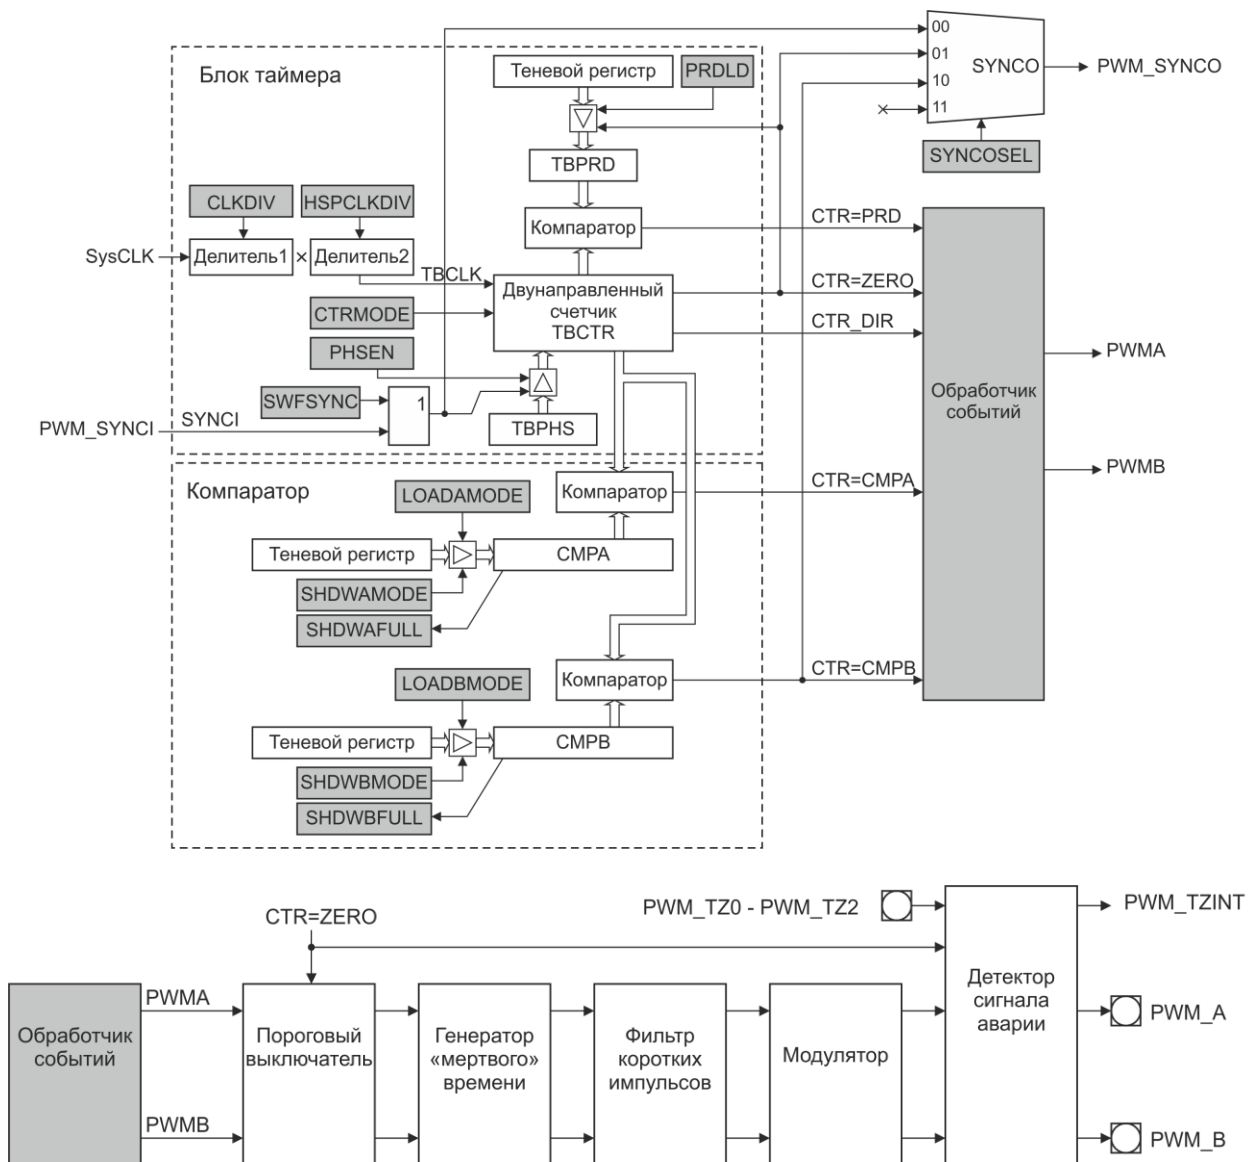 00
01
SYNCO
PWM_SYNCO
10
11
SYNCOSEL
Блок таймера
Теневой регистр
PRDLD
TBPRD
CLKDIV
HSPCLKDIV
Компаратор
CTR=PRD
SysCLK
Делитель1
×
Делитель2
TBCLK
Двунаправленный
счетчик
TBCTR
CTR=ZERO
CTRMODE
CTR_DIR
PHSEN
PWMA
Обработчик
событий
SWFSYNC
1
PWM_SYNCI
SYNCI
TBPHS
PWMB
Компаратор
LOADAMODE
Компаратор
CTR=CMPA
Теневой регистр
CMPA
SHDWAMODE
SHDWAFULL
LOADBMODE
Компаратор
CTR=CMPB
Теневой регистр
CMPB
SHDWBMODE
SHDWBFULL
CTR=ZERO
PWM_TZ0 - PWM_TZ2
PWM_TZINT
Обработчик
событий
PWMA
PWMB
Пороговый
выключатель
Генератор
«мертвого»
времени
Фильтр
коротких
импульсов
Модулятор
Детектор
сигнала
аварии
PWM_A
PWM_B